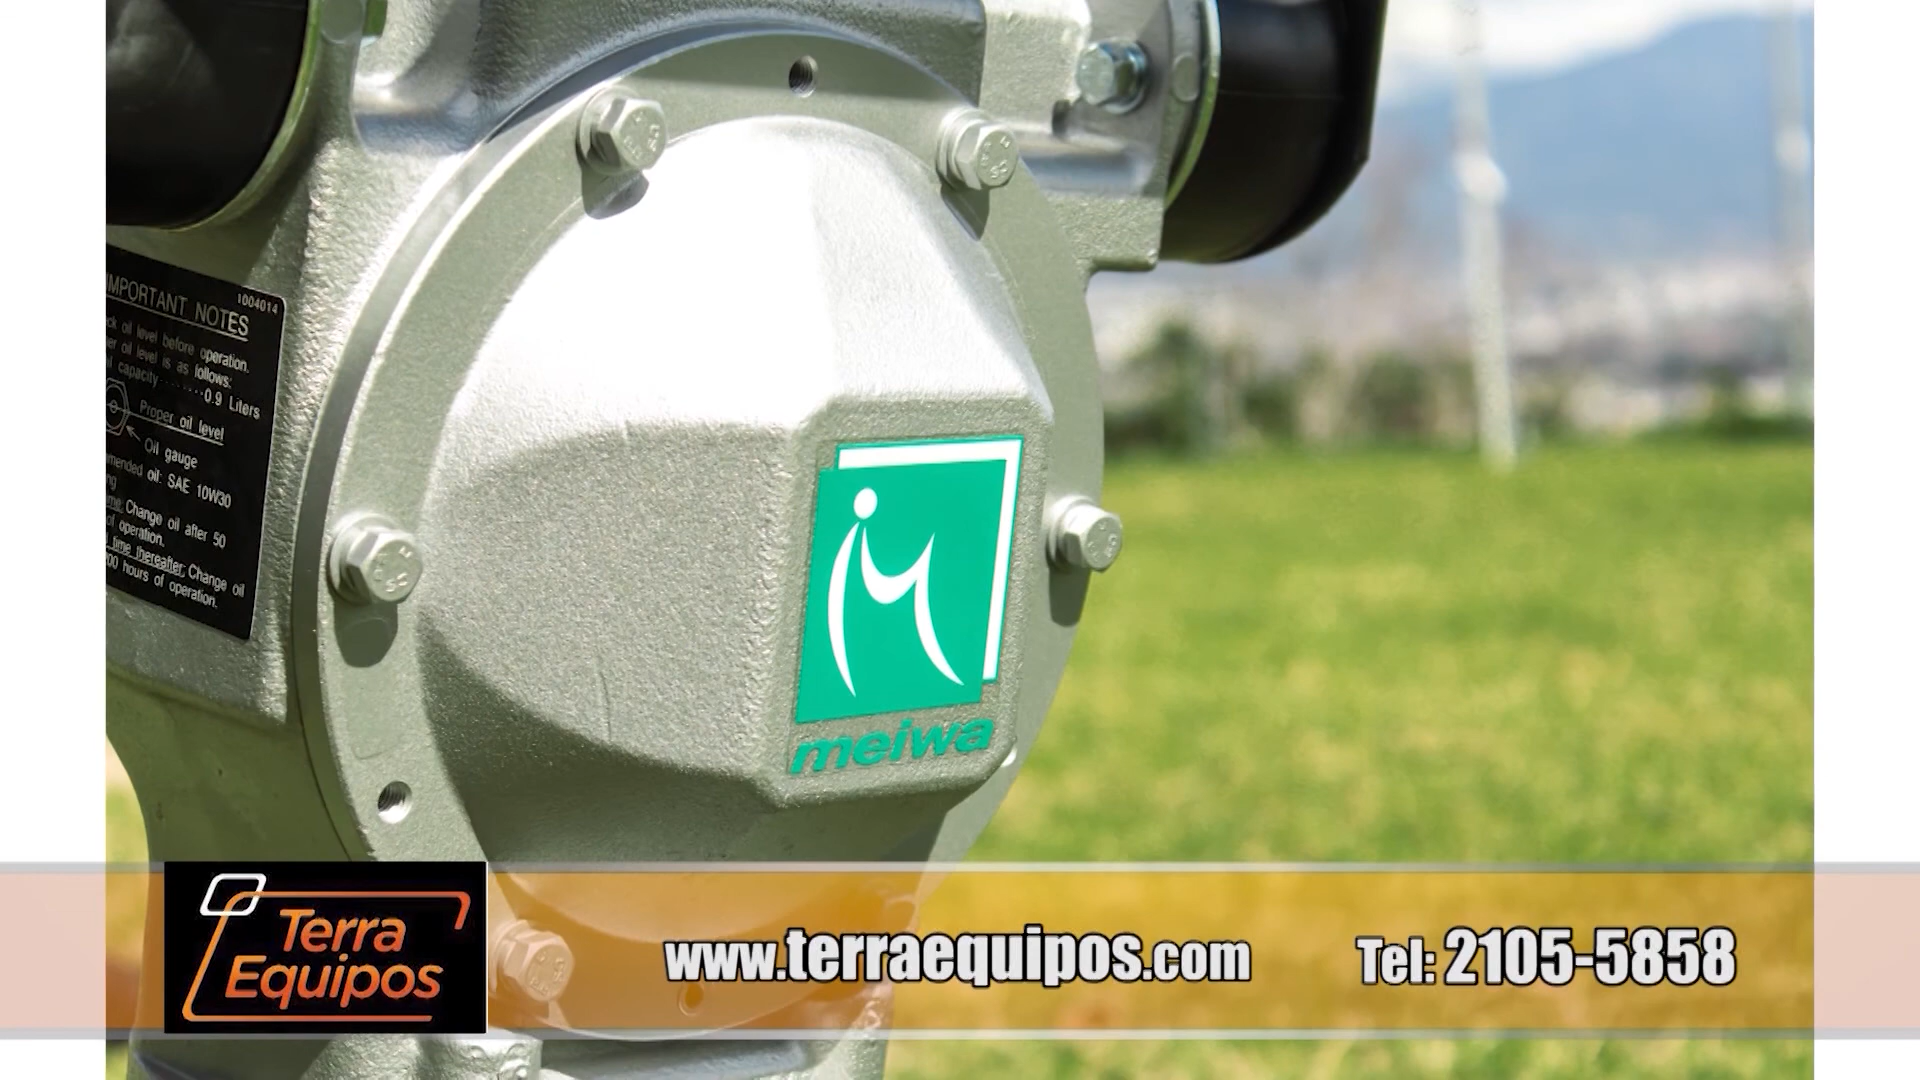 IMPORTANT NOTES
1004014
oil level before operation.
oil level is as follows:
capacity ........0.9 Liters
Proper oil level
Oil gauge
oil: SAE 10W30
Change oil after 50
of operation.
time thereafter: Change oil
hours of operation.
meiwa
Terra
Equipos
www.terraequipos.com
Tel: 2105-5858